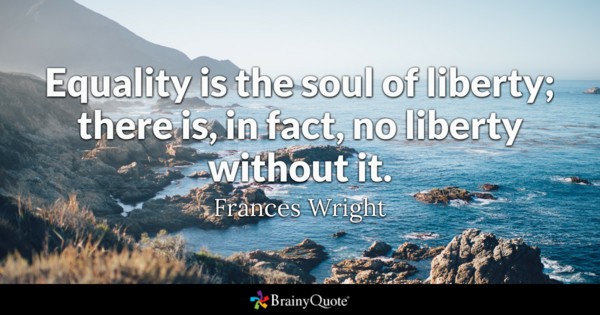 Equality is the soul of liberty;
there is, in fact, no liberty
without it.
Frances Wright
BrainyQuote®